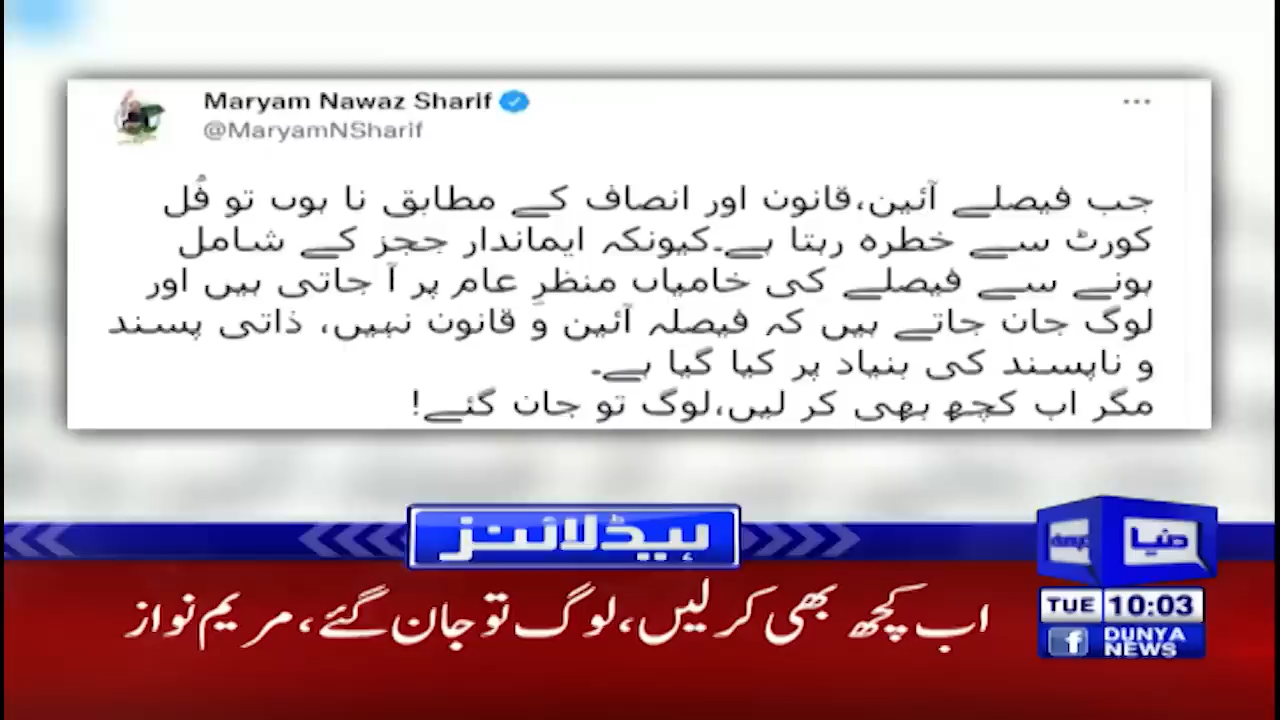 Maryam Nawaz Sharif
@MaryamNSharif
جب فیصلے آئین،قانون اور انصاف کے مطابق نا ہوں تو فُل
کورٹ سے خطرہ رہتا ہے۔کیونکہ ایماندار ججز کے شامل
ہونے سے فیصلے کی خامیاں منظرِ عام پر آ جاتی ہیں اور
لوگ جان جاتے ہیں کہ فیصلہ آئین و قانون نہیں، ذاتی پسند
و ناپسند کی بنیاد پر کیا گیا ہے۔
مگر اب کچھ بھی کر لیں،لوگ تو جان گئے!
ہیڈلائنز
دنیا
dunya
اب کچھ بھی کرلیں، لوگ تو جان گئے، مریم نواز
TUE 10:03
f DUNYA
NEWS